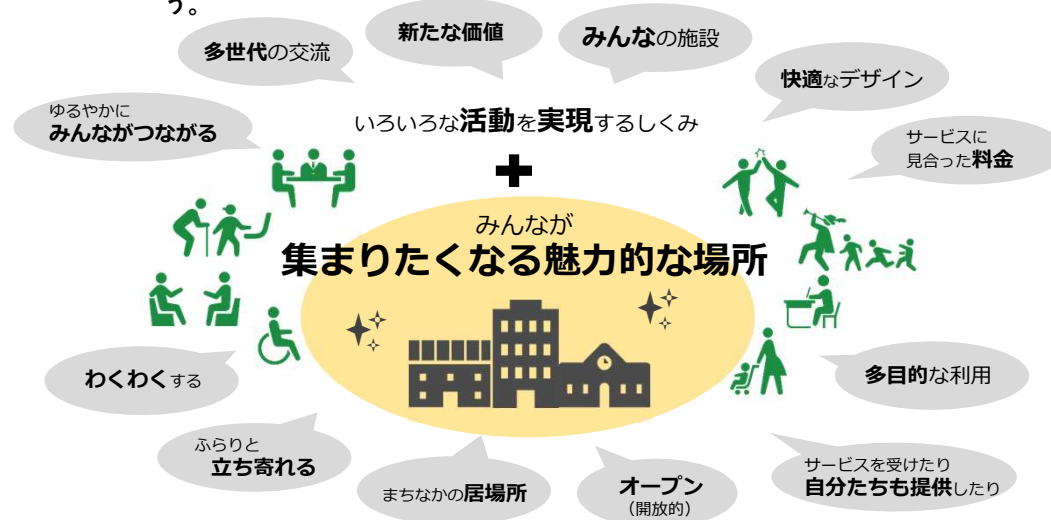 う。
新たな価値
みんなの施設
多世代の交流
快適なデザイン
ゆるやかに
みんながつながる
いろいろな活動を実現するしくみ
サービスに
見合った料金
+
みんなが
集まりたくなる魅力的な場所
わくわくする
多目的な利用
ふらりと
立ち寄れる
まちなかの居場所
オープン
（開放的）
サービスを受けたり
自分たちも提供したり